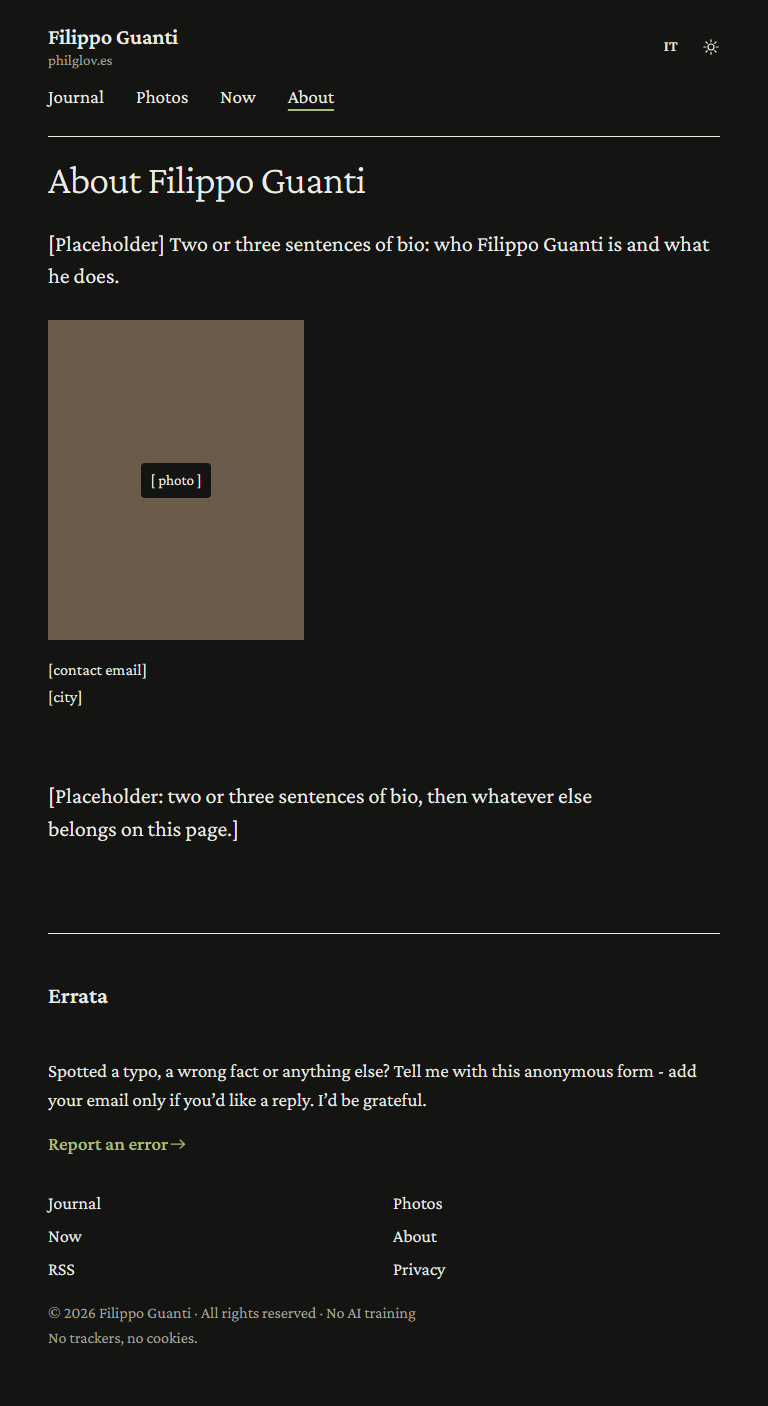 Filippo Guanti
philglov.es
IT
Journal Photos Now About
About Filippo Guanti
[Placeholder] Two or three sentences of bio: who Filippo Guanti is and what
he does.
[ photo ]
[contact email]
[city]
[Placeholder: two or three sentences of bio, then whatever else
belongs on this page.]
Errata
Spotted a typo, a wrong fact or anything else? Tell me with this anonymous form - add
your email only if you’d like a reply. I’d be grateful.
Report an error→
Journal Photos
Now About
RSS Privacy
© 2026 Filippo Guanti · All rights reserved · No AI training
No trackers, no cookies.